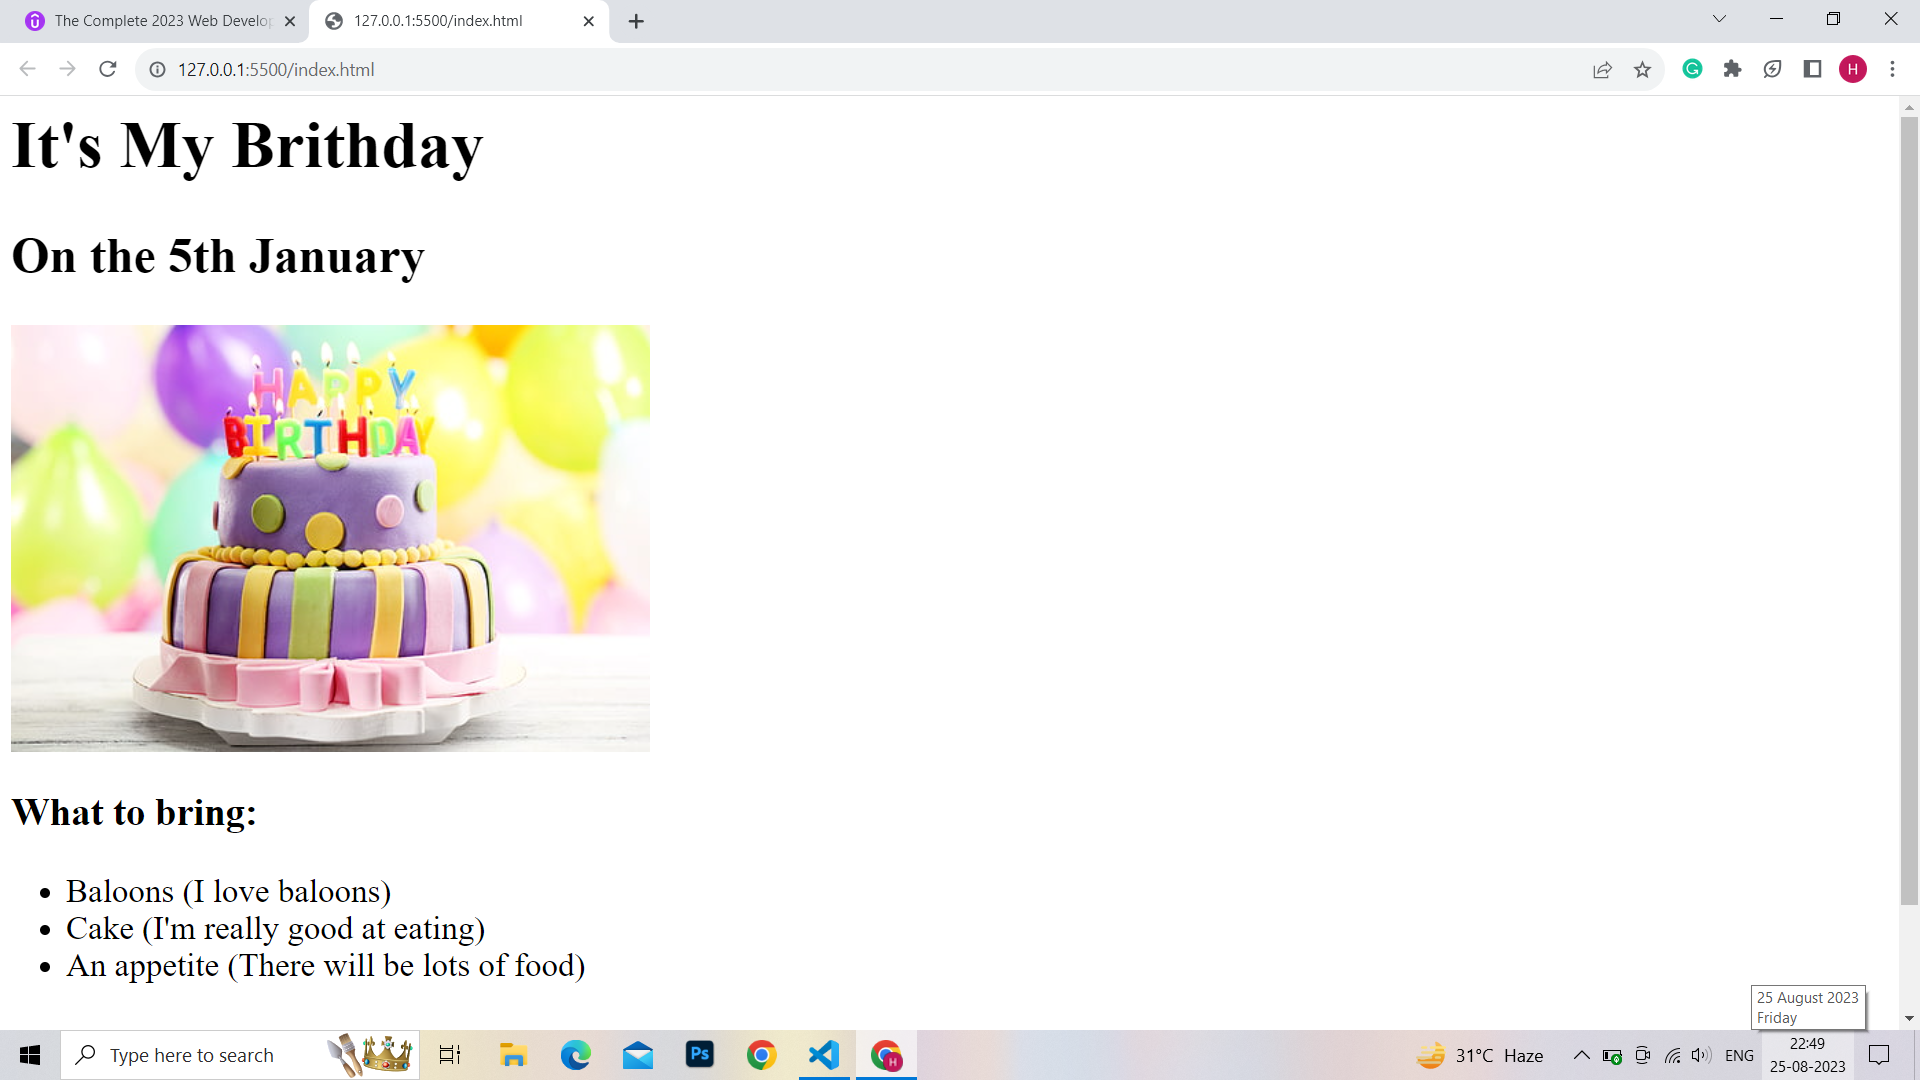 The Complete 2023 Web Develop
127.0.0.1:5500/index.html
127.0.0.1:5500/index.html
H
It's My Brithday
On the 5th January
HAPPY
BIRTHDAY
What to bring:
Baloons (I love baloons)
Cake (I'm really good at eating)
An appetite (There will be lots of food)
25 August 2023
Friday
Type here to search
Ps
H
31°C Haze
ENG
22:49
25-08-2023